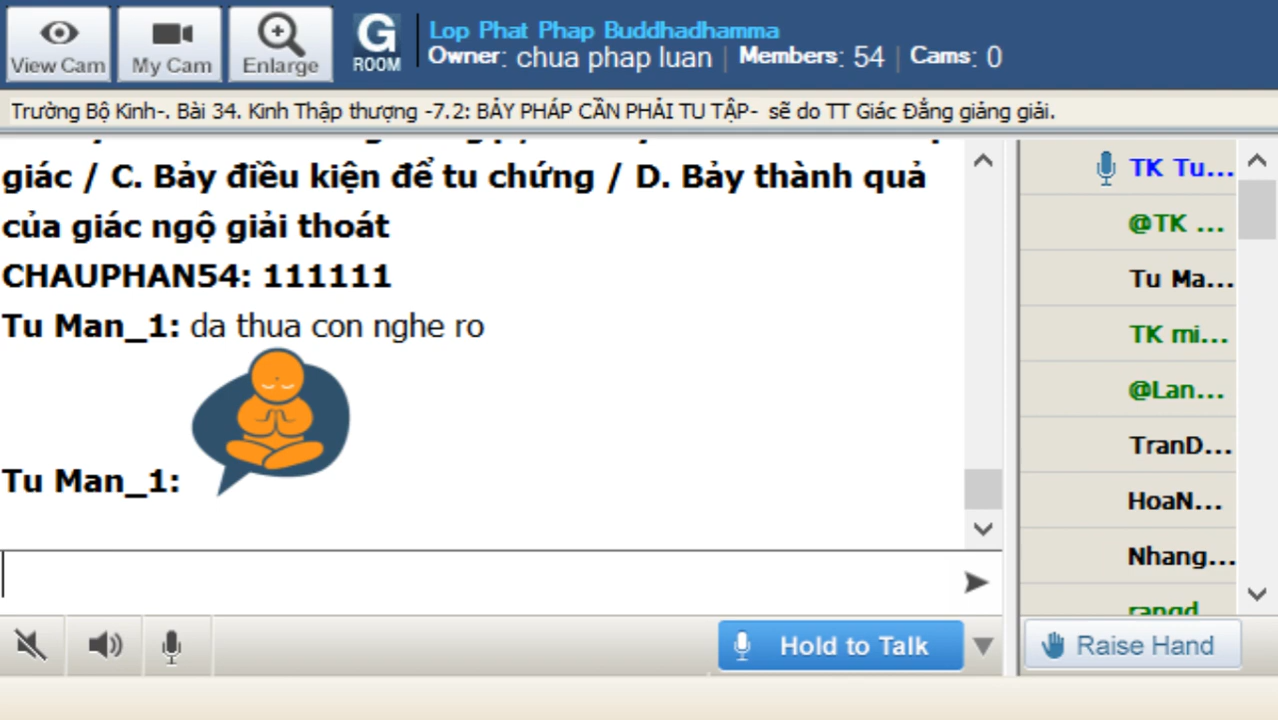 View Cam
My Cam
Enlarge
G
ROOM
Lop Phat Phap Buddhadhamma
Owner: chua phap luan | Members: 54 | Cams: 0
Trường Bộ Kinh-. Bài 34. Kinh Thập thượng -7.2: BẢY PHÁP CẦN PHẢI TU TẬP- sẽ do TT Giác Đẳng giảng giải.
giác / C. Bảy điều kiện để tu chứng / D. Bảy thành quả
của giác ngộ giải thoát
CHAUPHAN54: 111111
Tu Man_1: da thua con nghe ro
Tu Man_1:
TK Tu...
@TK ...
Tu Ma...
TK mi...
@Lan...
TranD...
HoaN...
Nhang...
Hold to Talk
Raise Hand